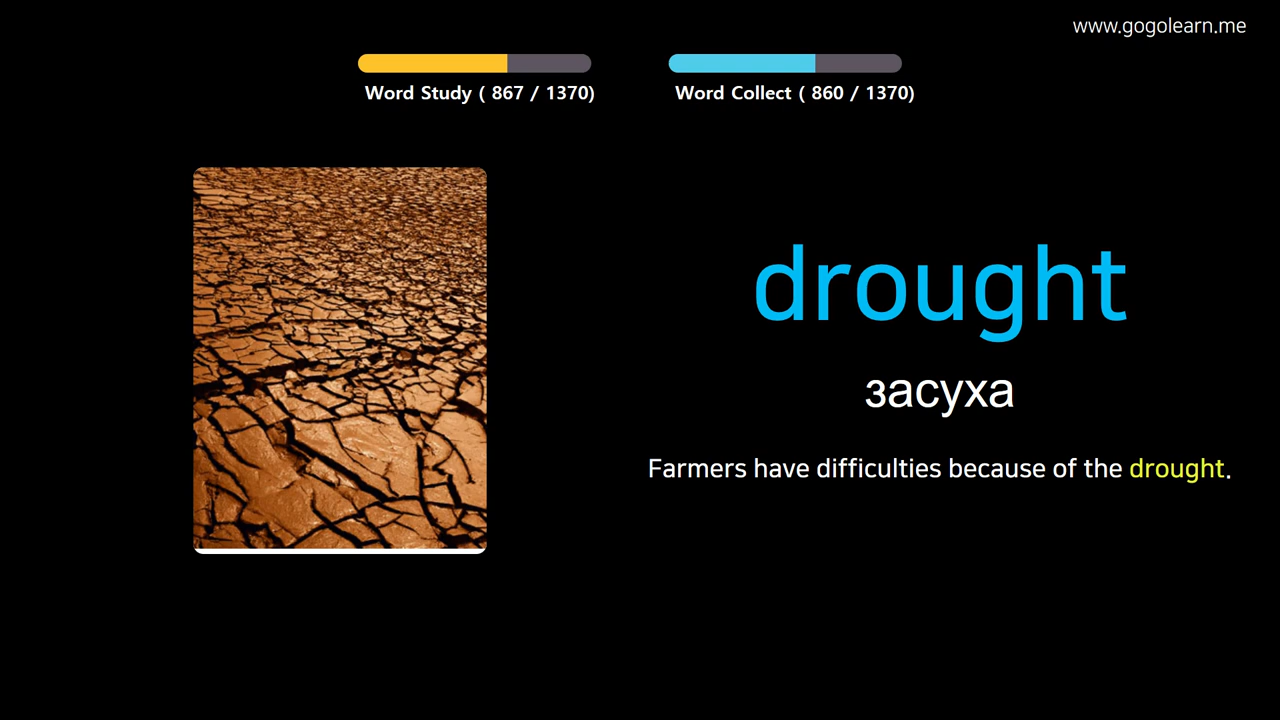 www.gogolearn.me
Word Study ( 867 / 1370)
Word Collect ( 860 / 1370)
drought
засуха
Farmers have difficulties because of the drought.